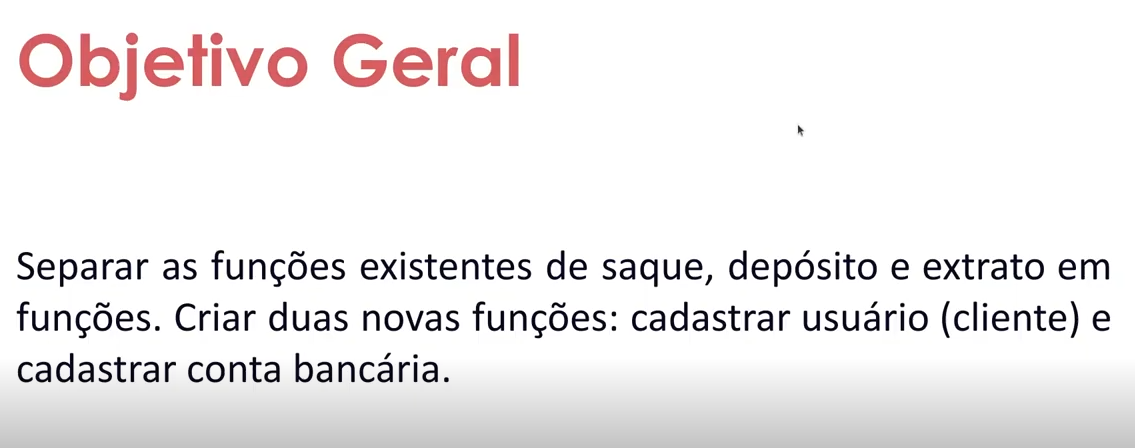 Objetivo Geral
Separar as funções existentes de saque, depósito e extrato em
funções. Criar duas novas funções: cadastrar usuário (cliente) e
cadastrar conta bancária.